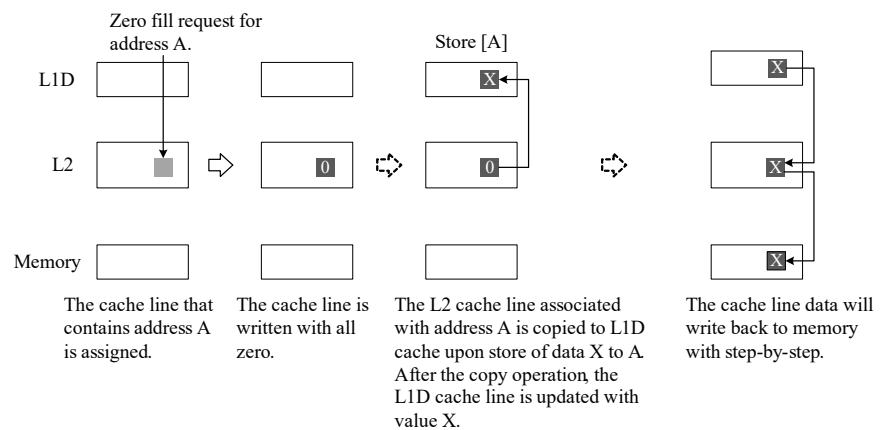 Zero fill request for
address A.
Store [A]
L1D
X
X
L2
0
0
X
Memory
X
The cache line that
contains address A
is assigned.
The cache line is
written with all
zero.
The L2 cache line associated
with address A is copied to L1D
cache upon store of data X to A.
After the copy operation, the
L1D cache line is updated with
value X.
The cache line data will
write back to memory
with step-by-step.